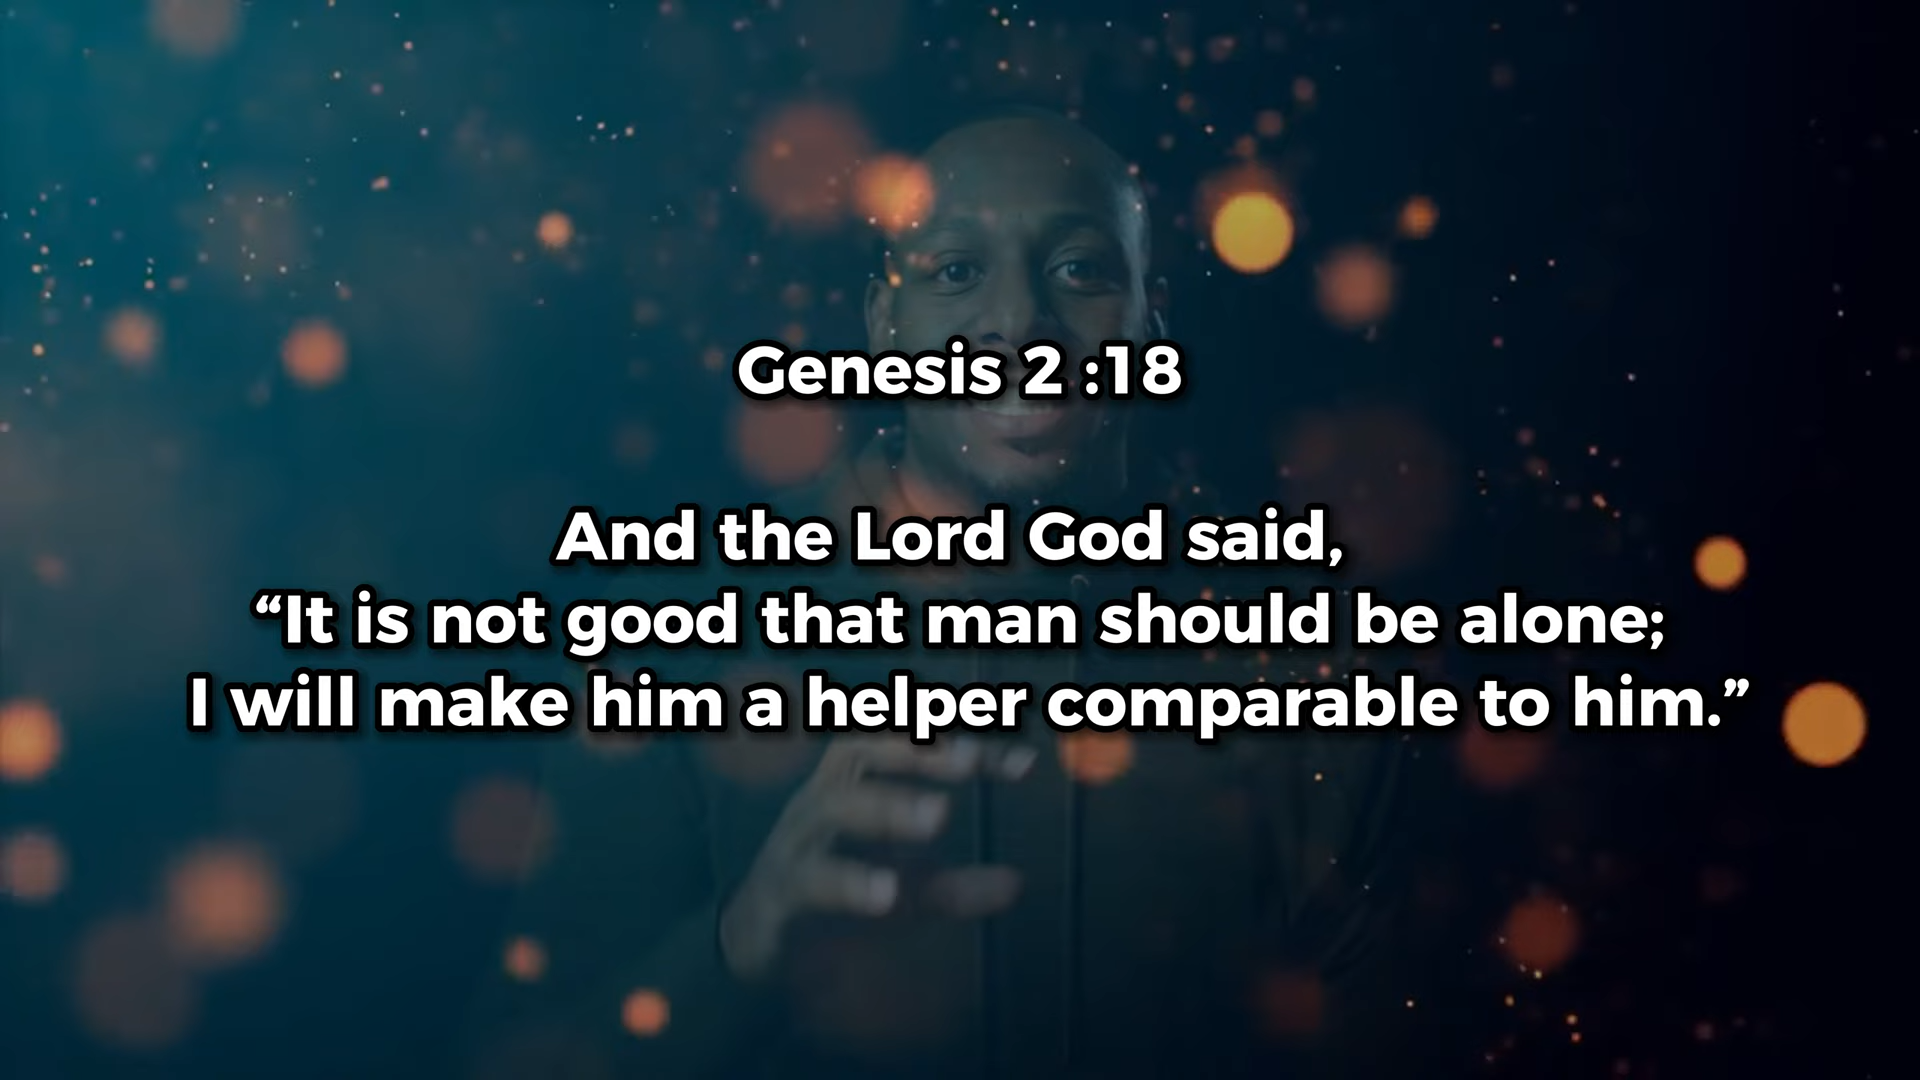 Genesis 2 :18
And the Lord God said,
“It is not good that man should be alone;
I will make him a helper comparable to him.”